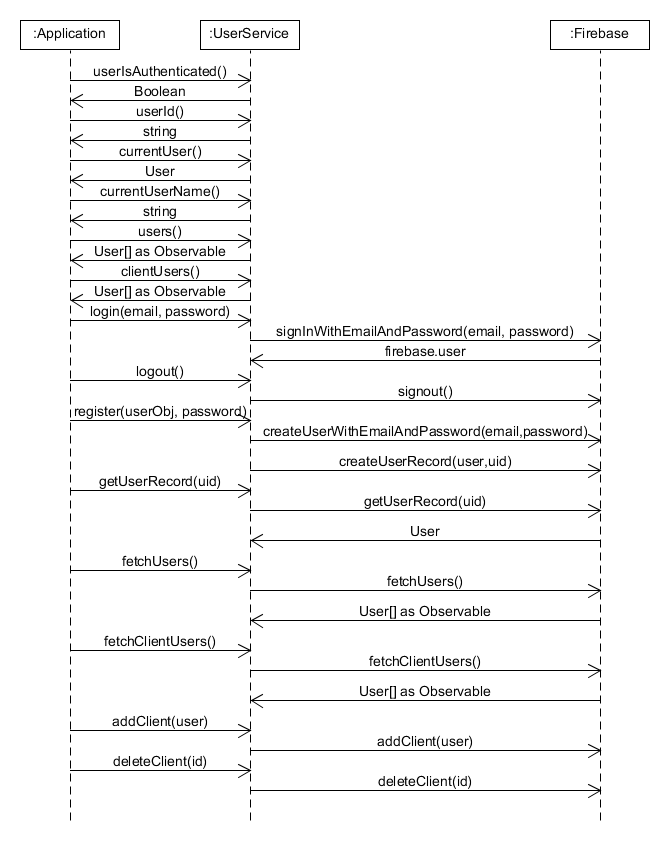 :Application
:UserService
:Firebase
userIsAuthenticated()
Boolean
userId()
string
currentUser()
User
currentUserName()
string
users()
User[] as Observable
clientUsers()
User[] as Observable
login(email, password)
signInWithEmailAndPassword(email, password)
firebase.user
logout()
signout()
register(userObj, password)
createUserWithEmailAndPassword(email,password)
createUserRecord(user,uid)
getUserRecord(uid)
getUserRecord(uid)
User
fetchUsers()
fetchUsers()
User[] as Observable
fetchClientUsers()
fetchClientUsers()
User[] as Observable
addClient(user)
addClient(user)
deleteClient(id)
deleteClient(id)